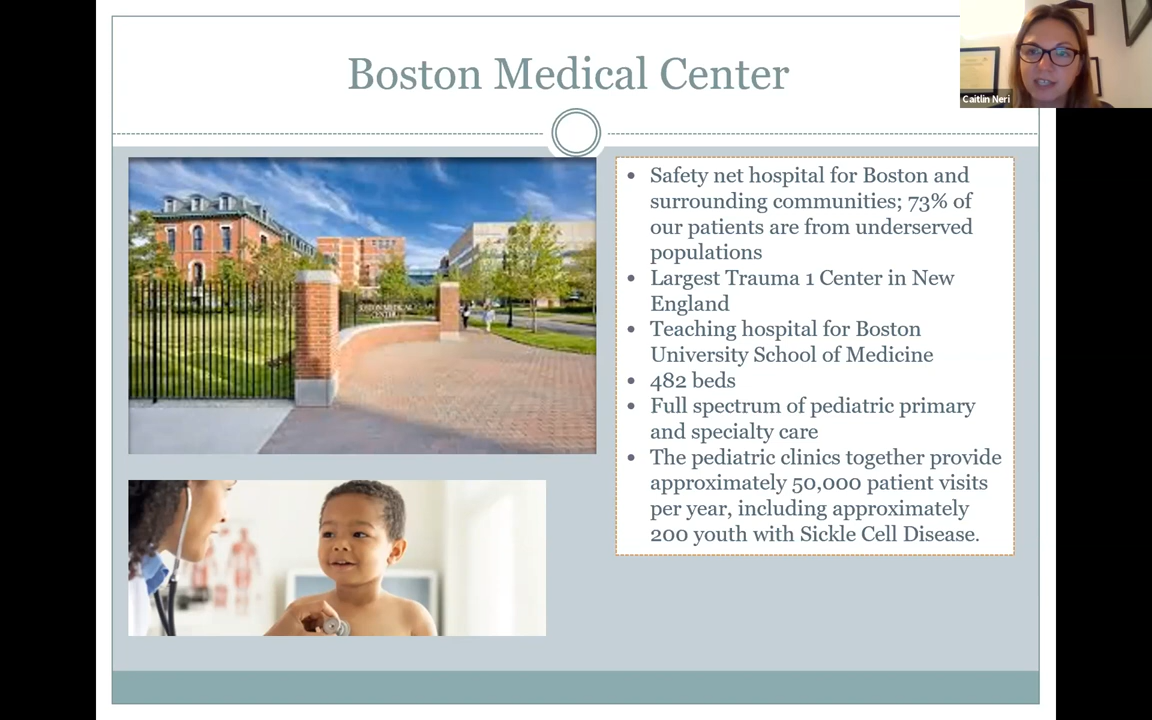 Boston Medical Center
Caitlin Neri
Safety net hospital for Boston and
surrounding communities; 73% of
our patients are from underserved
populations
Largest Trauma 1 Center in New
England
Teaching hospital for Boston
University School of Medicine
482 beds
Full spectrum of pediatric primary
and specialty care
The pediatric clinics together provide
approximately 50,000 patient visits
per year, including approximately
200 youth with Sickle Cell Disease.
BOSTON MEDICAL
CENTER